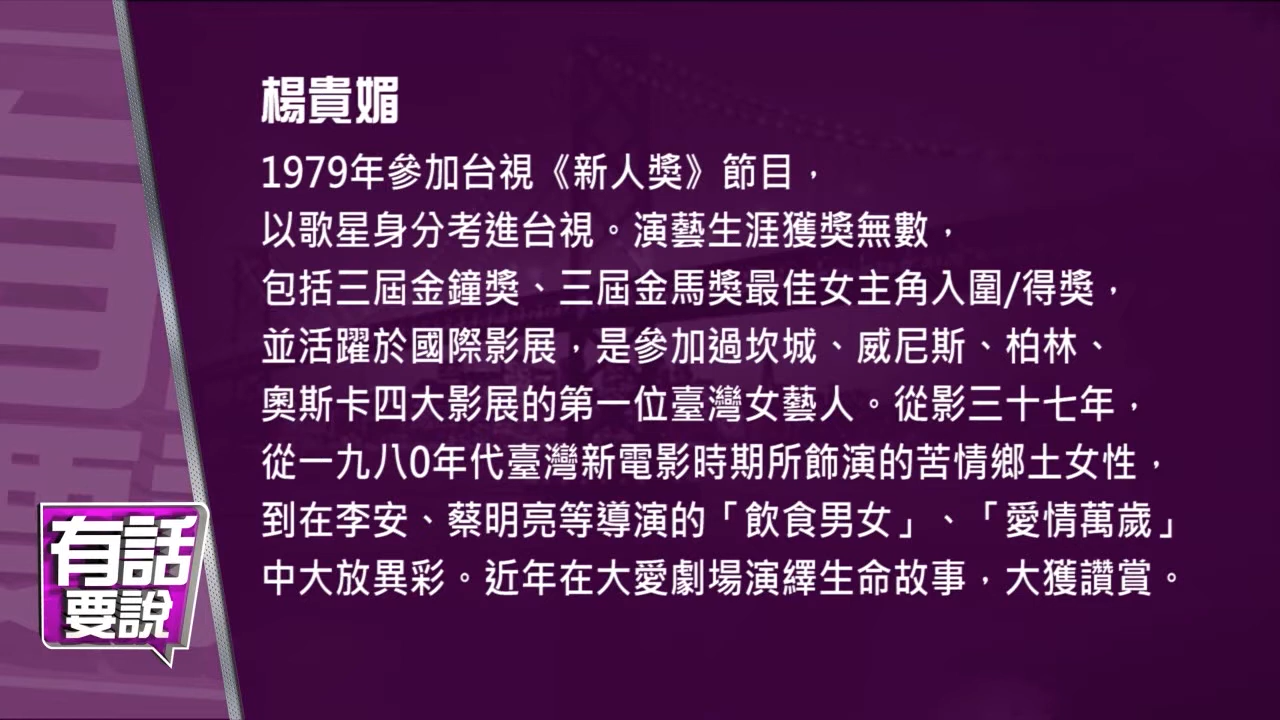 楊貴媚
1979年參加台視《新人獎》節目，
以歌星身分考進台視。演藝生涯獲獎無數，
包括三屆金鐘獎、三屆金馬獎最佳女主角入圍/得獎，
並活躍於國際影展，是參加過坎城、威尼斯、柏林、
奧斯卡四大影展的第一位臺灣女藝人。從影三十七年，
從一九八0年代臺灣新電影時期所飾演的苦情鄉土女性，
到在李安、蔡明亮等導演的「飲食男女」、「愛情萬歲」
中大放異彩。近年在大愛劇場演繹生命故事，大獲讚賞。
有話
要說